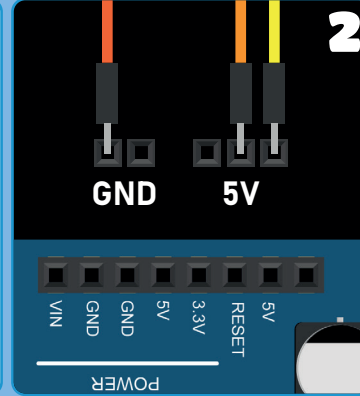 2
GND 5V
VIN
GND
GND
5V
3.3V
RESET
5V
POWER